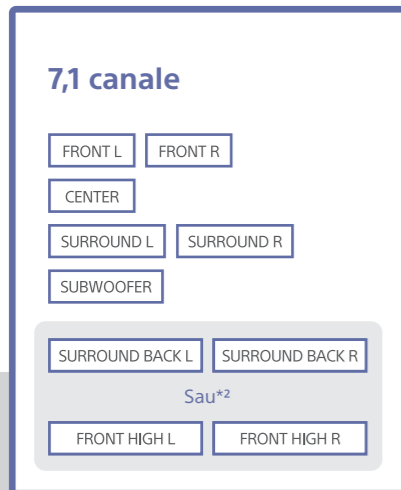 7,1 canale
FRONT L FRONT R
CENTER
SURROUND L SURROUND R
SUBWOOFER
SURROUND BACK L SURROUND BACK R
Sau*²
FRONT HIGH L FRONT HIGH R